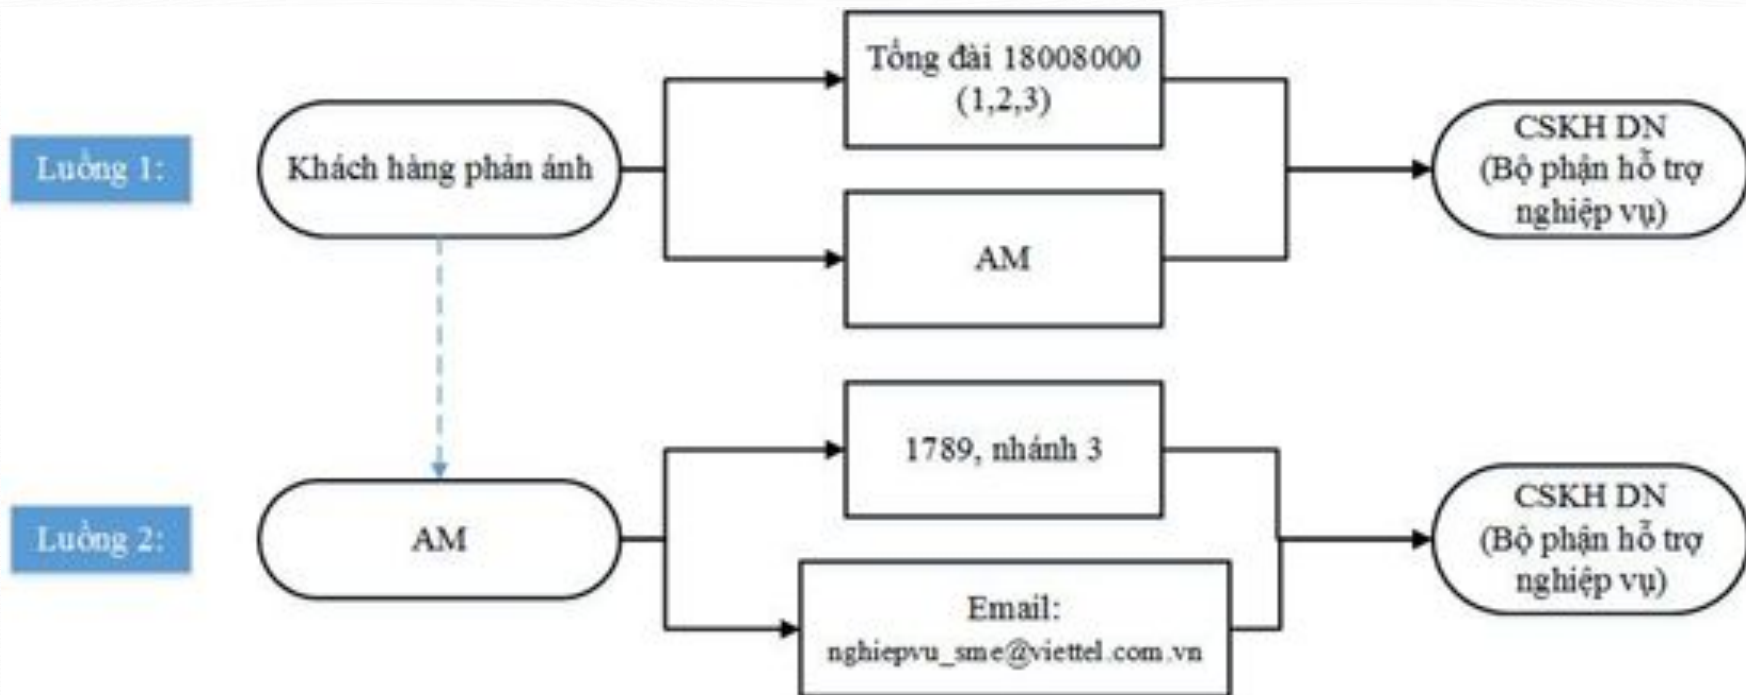 Luồng 1:
Khách hàng phản ánh
Tổng đài 18008000
(1,2,3)
AM
CSKH DN
(Bộ phận hỗ trợ
nghiệp vụ)
Luồng 2:
AM
1789, nhánh 3
Email:
nghiepvu_sme@viettel.com.vn
CSKH DN
(Bộ phận hỗ trợ
nghiệp vụ)